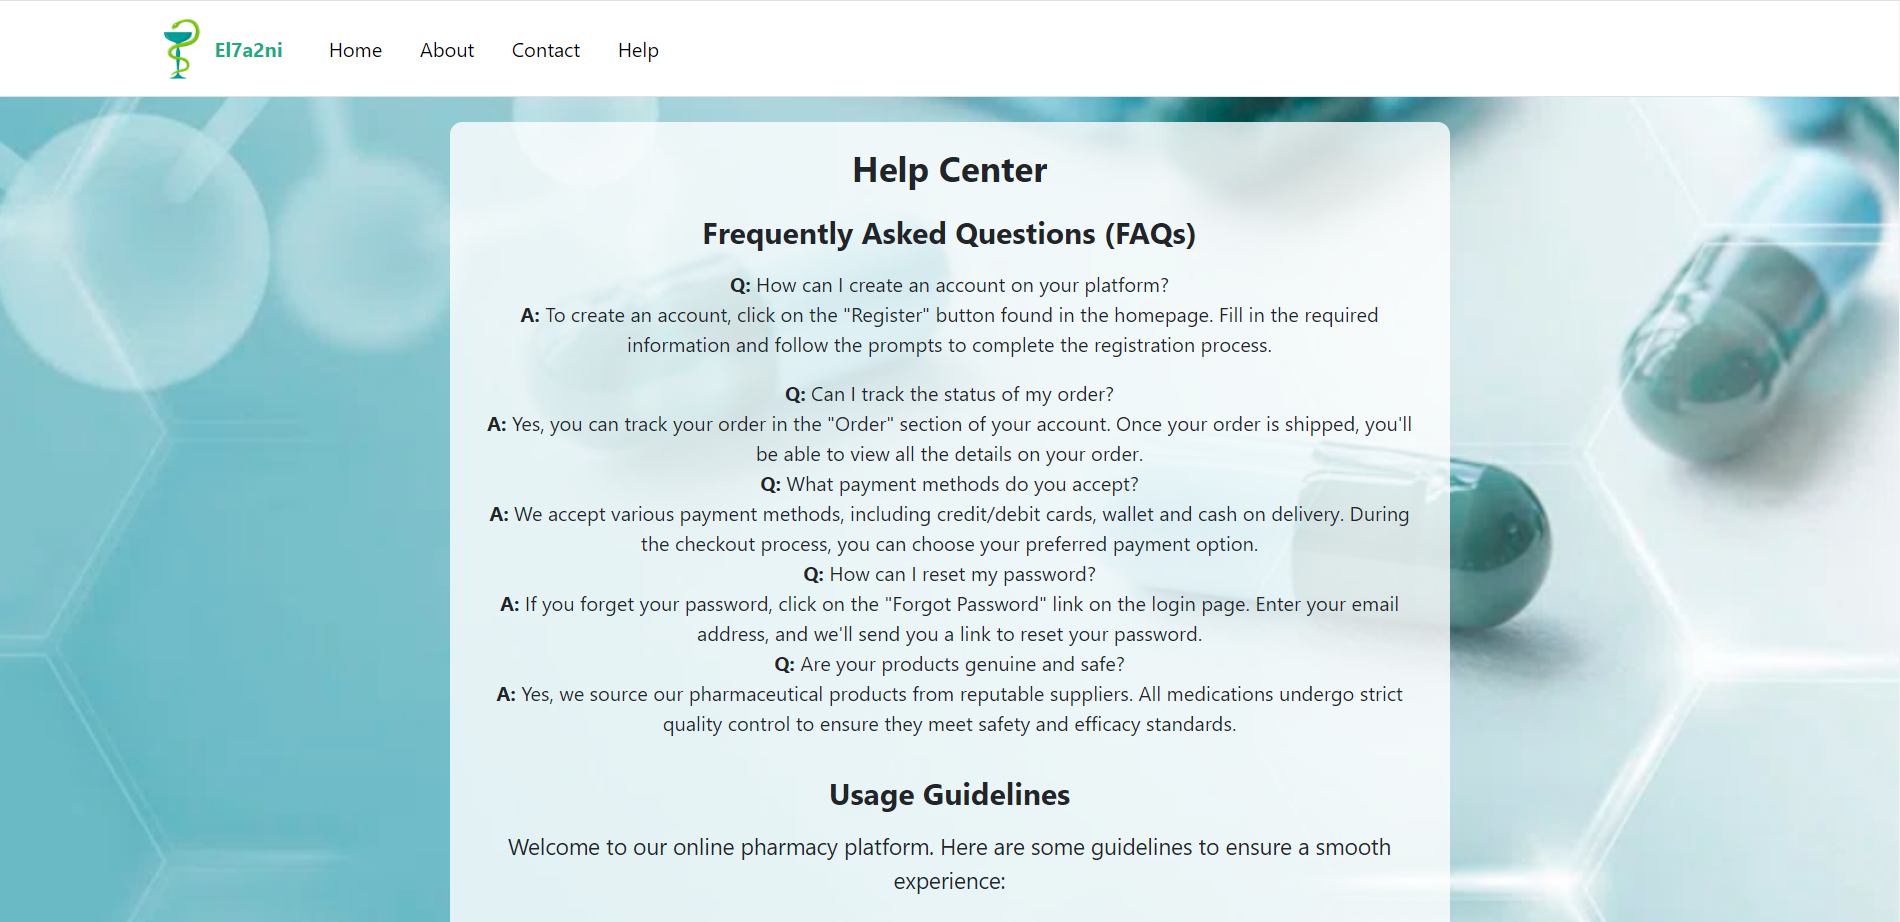 El7a2ni Home About Contact Help
Help Center
Frequently Asked Questions (FAQs)
Q: How can I create an account on your platform?
A: To create an account, click on the "Register" button found in the homepage. Fill in the required
information and follow the prompts to complete the registration process.
Q: Can I track the status of my order?
A: Yes, you can track your order in the "Order" section of your account. Once your order is shipped, you'll
be able to view all the details on your order.
Q: What payment methods do you accept?
A: We accept various payment methods, including credit/debit cards, wallet and cash on delivery. During
the checkout process, you can choose your preferred payment option.
Q: How can I reset my password?
A: If you forget your password, click on the "Forgot Password" link on the login page. Enter your email
address, and we'll send you a link to reset your password.
Q: Are your products genuine and safe?
A: Yes, we source our pharmaceutical products from reputable suppliers. All medications undergo strict
quality control to ensure they meet safety and efficacy standards.
Usage Guidelines
Welcome to our online pharmacy platform. Here are some guidelines to ensure a smooth
experience: